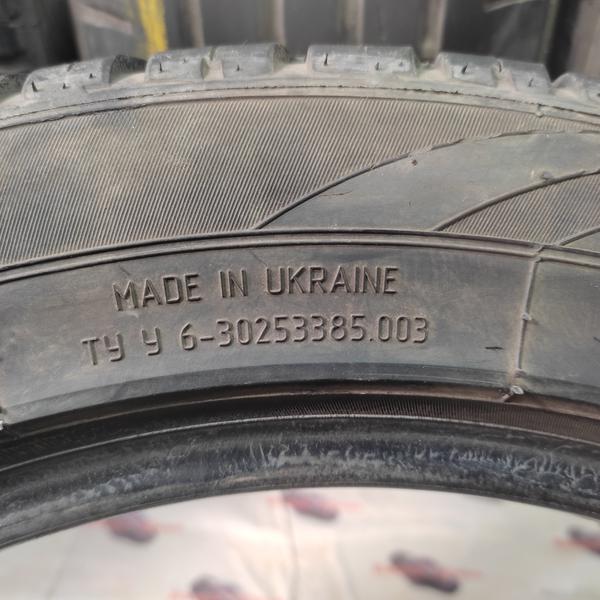 MADE IN UKRAINE
ТУ У 6-30253385.003